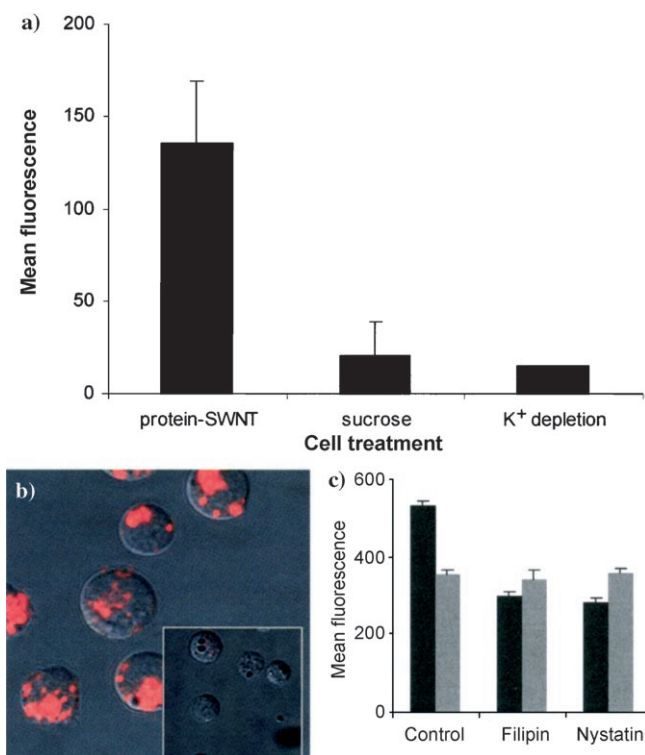 a)
200
150
100
50
0
Mean fluorescence
protein-SWNT
sucrose
K+ depletion
Cell treatment
b)
c)
600
400
200
0
Mean fluorescence
Control
Filipin
Nystatin